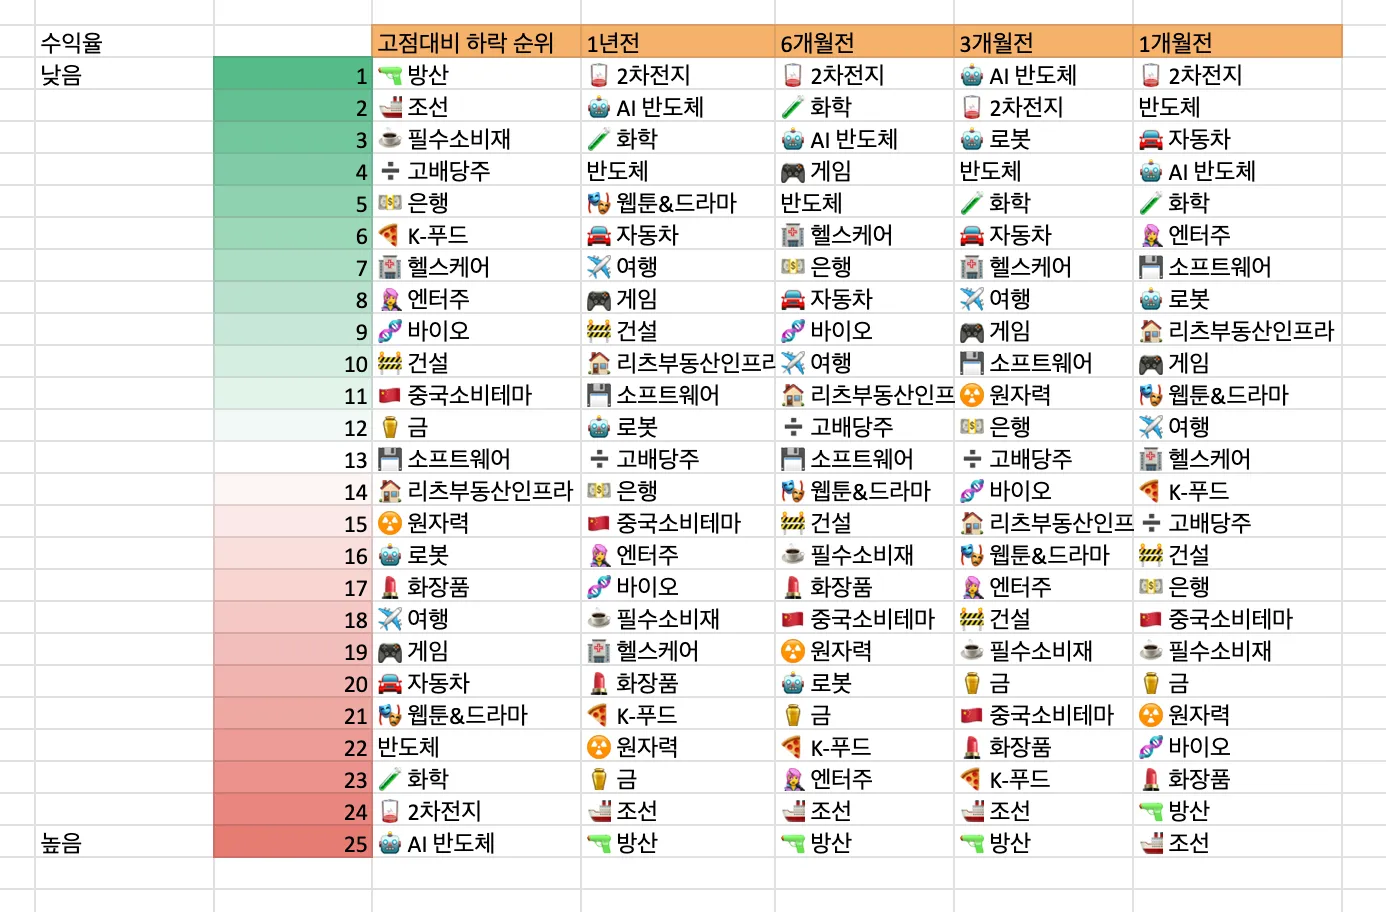 수익율 고점대비 하락 순위 1년전 6개월전 3개월전 1개월전
낮음 1 🔫 방산 🪫 2차전지 🪫 2차전지 🤖 AI 반도체 🪫 2차전지
2 🚢 조선 🤖 AI 반도체 🧪 화학 🪫 2차전지 반도체
3 ☕ 필수소비재 🧪 화학 🤖 AI 반도체 🤖 로봇 🚘 자동차
4 ➗ 고배당주 반도체 🎮 게임 반도체 🤖 AI 반도체
5 💵 은행 🎭 웹툰&드라마 반도체 🧪 화학 🧪 화학
6 🍕 K-푸드 🚘 자동차 🏥 헬스케어 🚘 자동차 👩‍🎤 엔터주
7 🏥 헬스케어 ✈️ 여행 💵 은행 🏥 헬스케어 💾 소프트웨어
8 👩‍🎤 엔터주 🎮 게임 🚘 자동차 ✈️ 여행 🤖 로봇
9 🧬 바이오 🚧 건설 🧬 바이오 🎮 게임 🏠 리츠부동산인프라
10 🚧 건설 🏠 리츠부동산인프라 ✈️ 여행 💾 소프트웨어 🎮 게임
11 🇨🇳 중국소비테마 💾 소프트웨어 🏠 리츠부동산인프 ☢️ 원자력 🎭 웹툰&드라마
12 ⚱️ 금 🤖 로봇 ➗ 고배당주 💵 은행 ✈️ 여행
13 💾 소프트웨어 ➗ 고배당주 💾 소프트웨어 ➗ 고배당주 🏥 헬스케어
14 🏠 리츠부동산인프라 💵 은행 🎭 웹툰&드라마 🧬 바이오 🍕 K-푸드
15 ☢️ 원자력 🇨🇳 중국소비테마 🚧 건설 🏠 리츠부동산인프 ➗ 고배당주
16 🤖 로봇 👩‍🎤 엔터주 ☕ 필수소비재 🎭 웹툰&드라마 🚧 건설
17 💄 화장품 🧬 바이오 💄 화장품 👩‍🎤 엔터주 💵 은행
18 ✈️ 여행 ☕ 필수소비재 🇨🇳 중국소비테마 🚧 건설 🇨🇳 중국소비테마
19 🎮 게임 🏥 헬스케어 ☢️ 원자력 ☕ 필수소비재 ☕ 필수소비재
20 🚘 자동차 💄 화장품 🤖 로봇 ⚱️ 금 ⚱️ 금
21 🎭 웹툰&드라마 🍕 K-푸드 ⚱️ 금 🇨🇳 중국소비테마 ☢️ 원자력
22 반도체 ☢️ 원자력 🍕 K-푸드 💄 화장품 🧬 바이오
23 🧪 화학 ⚱️ 금 👩‍🎤 엔터주 🍕 K-푸드 💄 화장품
24 🪫 2차전지 🚢 조선 🚢 조선 🚢 조선 🔫 방산
높음 25 🤖 AI 반도체 🔫 방산 🔫 방산 🔫 방산 🚢 조선